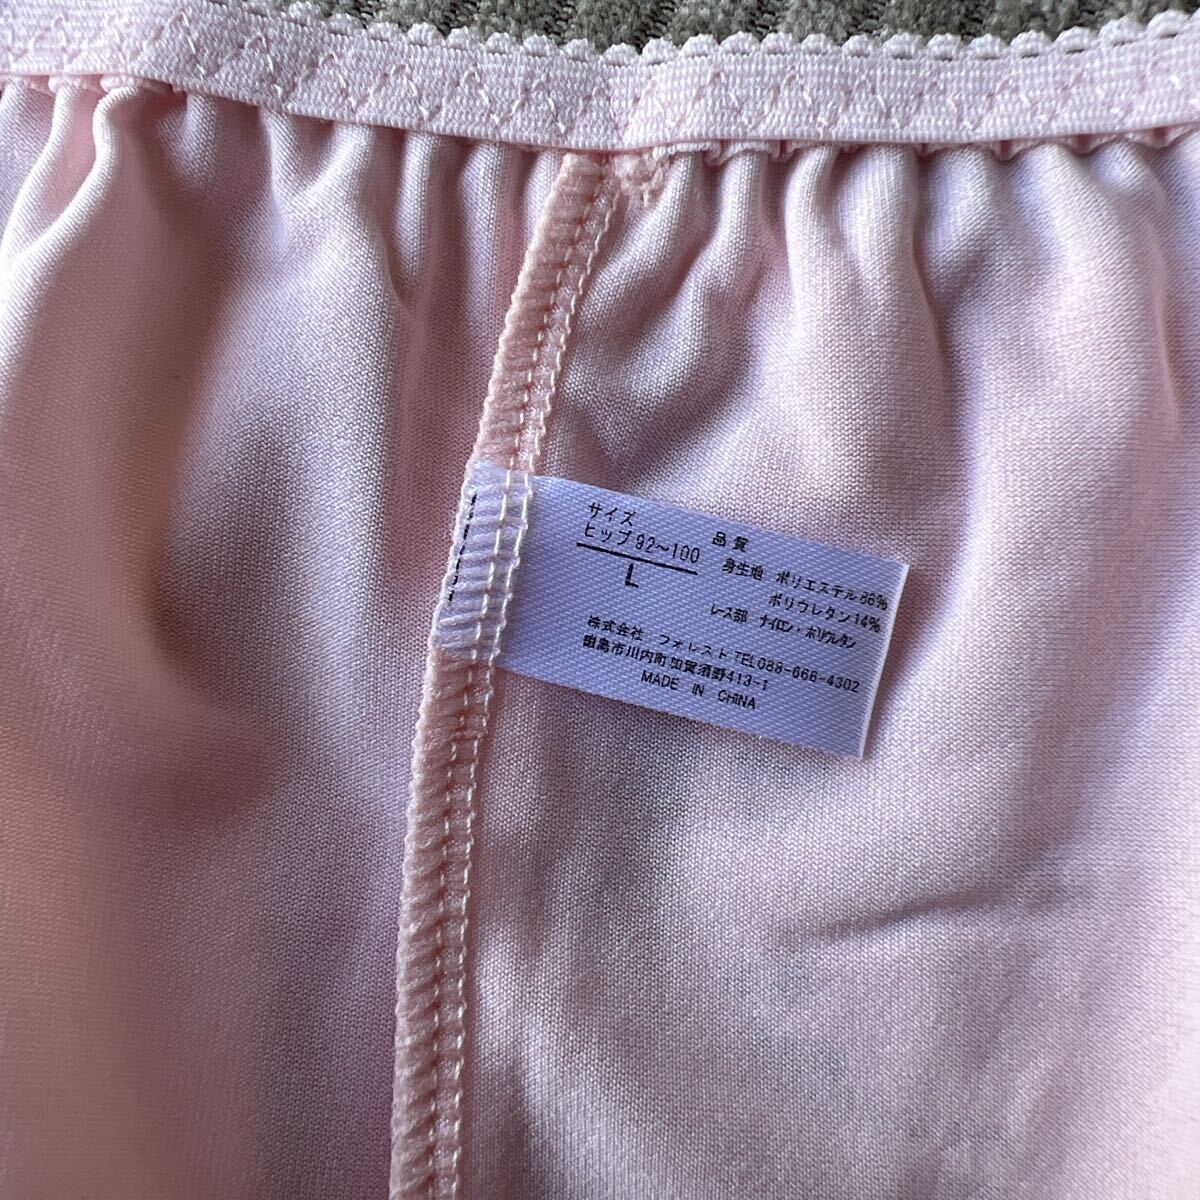 サイズ
ヒップ92~100
L
品質
身生地 ポリエステル86%
ポリウレタン14%
レース部 ナイロン・ポリウレタン
株式会社 フォレスト TEL088-666-4302
徳島市川内町加賀須野413-1
MADE IN CHINA